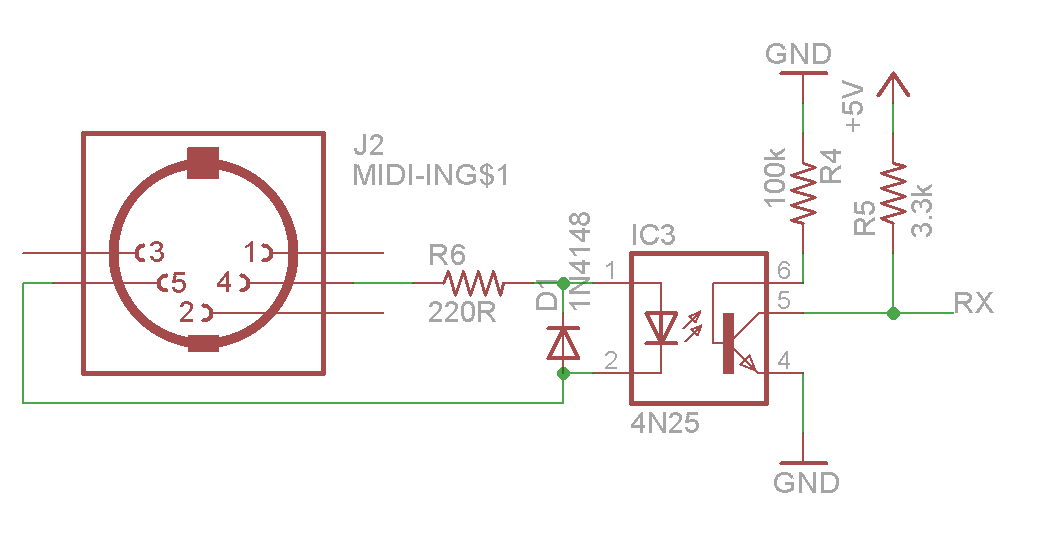 GND
+5V
J2
MIDI-ING$1
100k
R4
R5
3.3k
3
1
5
4
2
R6
220R
D1
1N4148
IC3
1
2
6
5
4
RX
4N25
GND